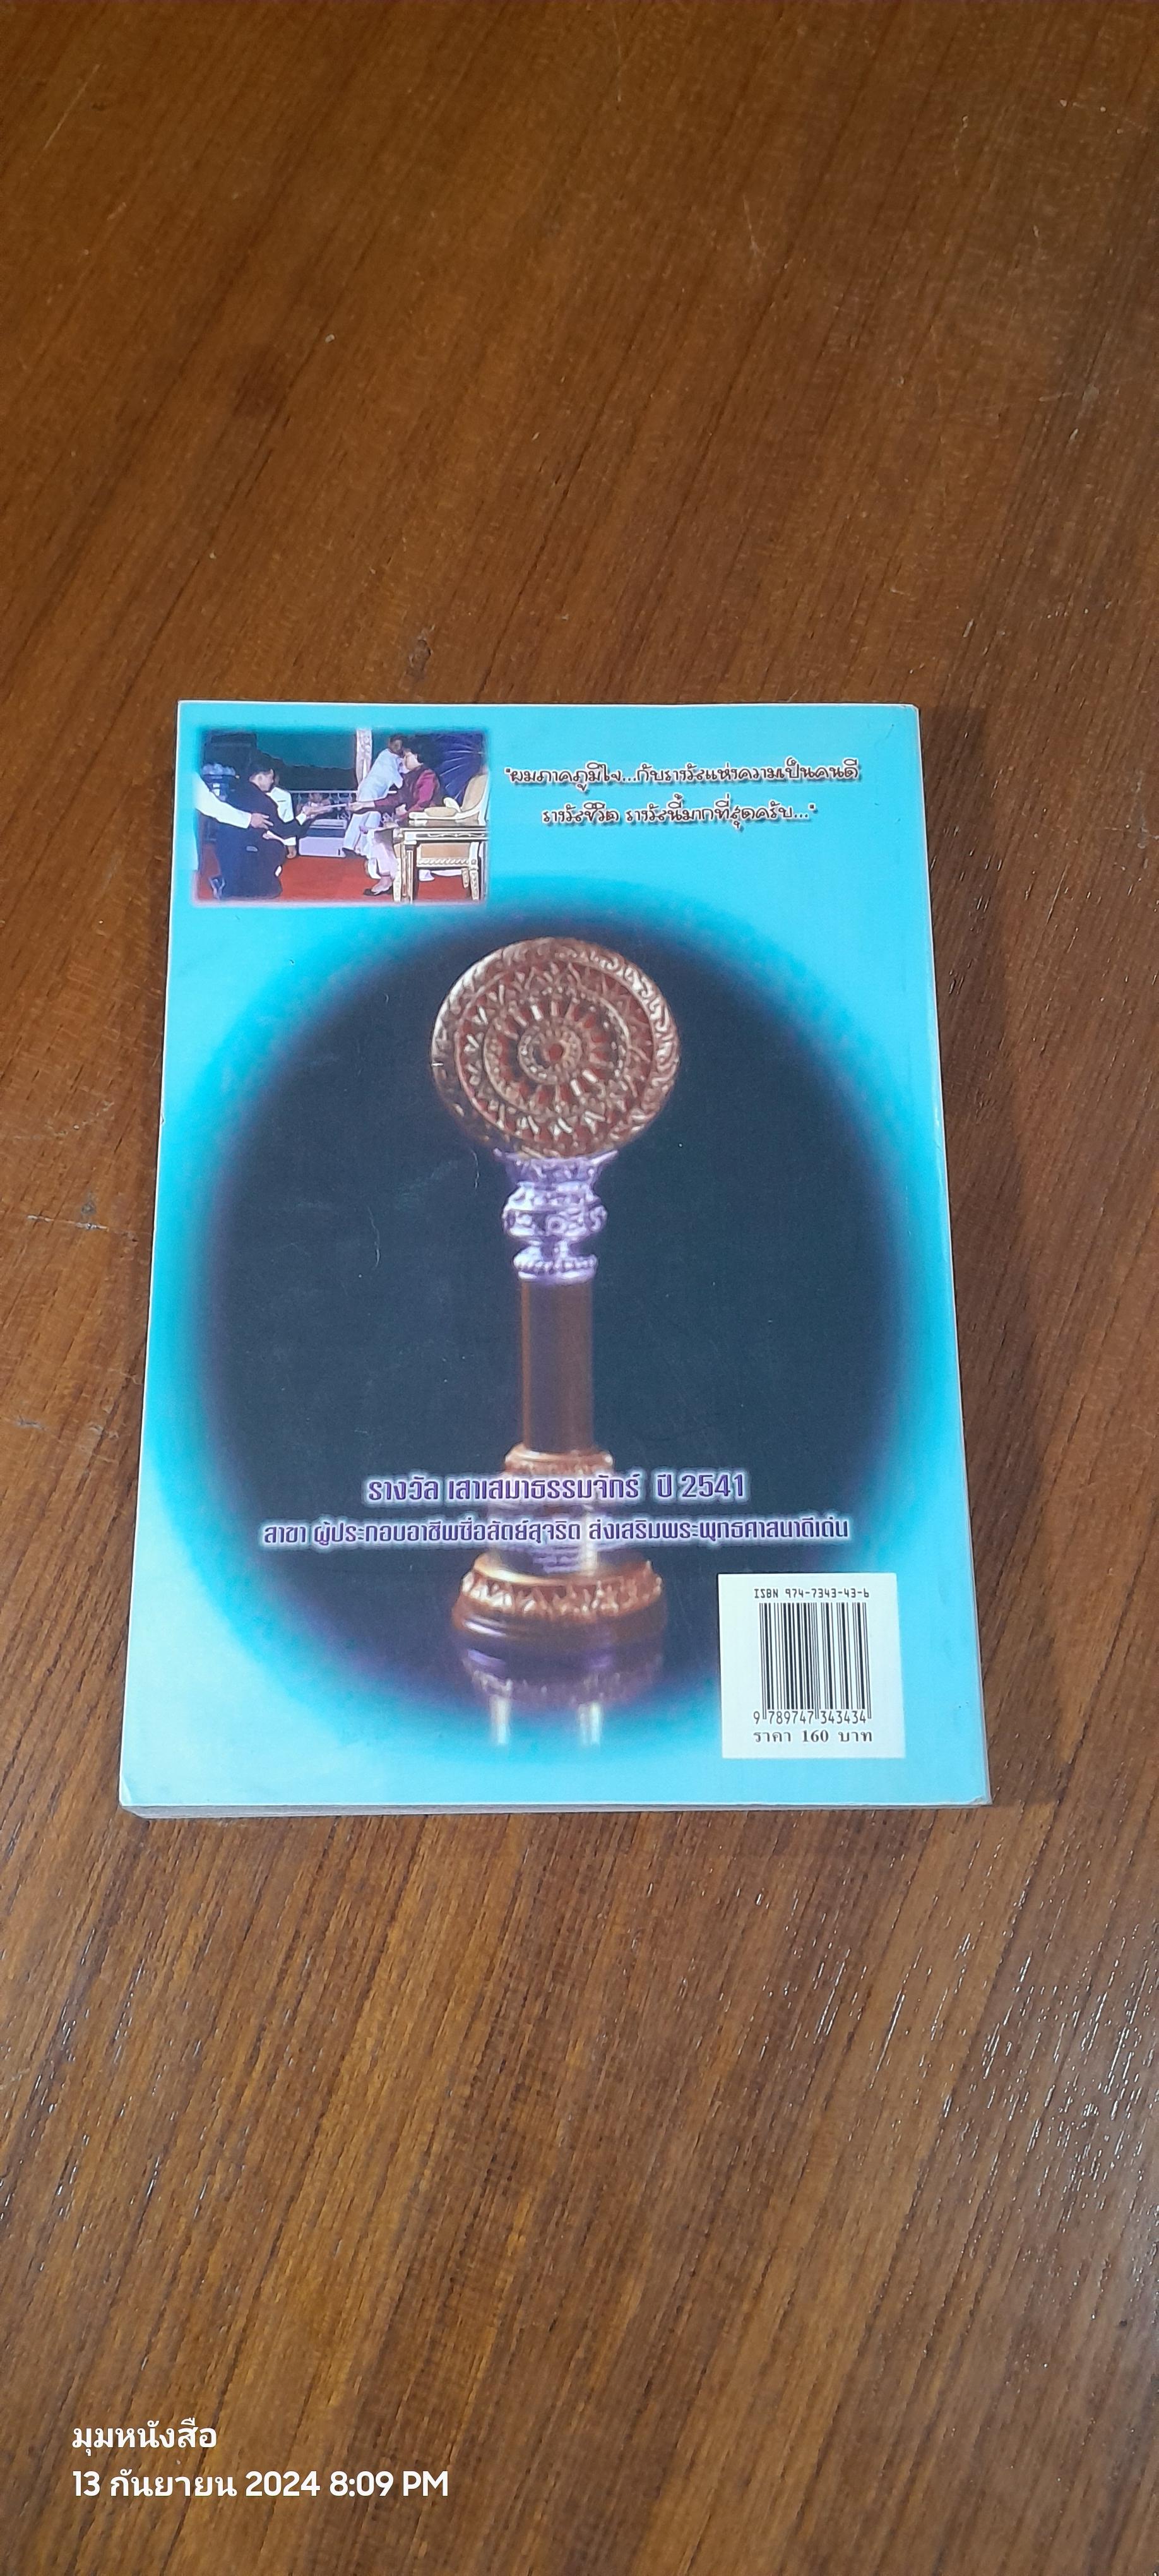 "ผมภาคภูมิใจ...กับรางวัลแห่งความเป็นคนดี
รางวัลชีวิต รางวัลนี้มากที่สุดครับ..."
รางวัล เสาเสมาธรรมจักร์ ปี 2541
สาขา ผู้ประกอบอาชีพซื่อสัตย์สุจริต ส่งเสริมพระพุทธศาสนาดีเด่น
ISBN 974-7343-43-6
9 789747 343434
ราคา 160 บาท
มุมหนังสือ
13 กันยายน 2024 8:09 PM